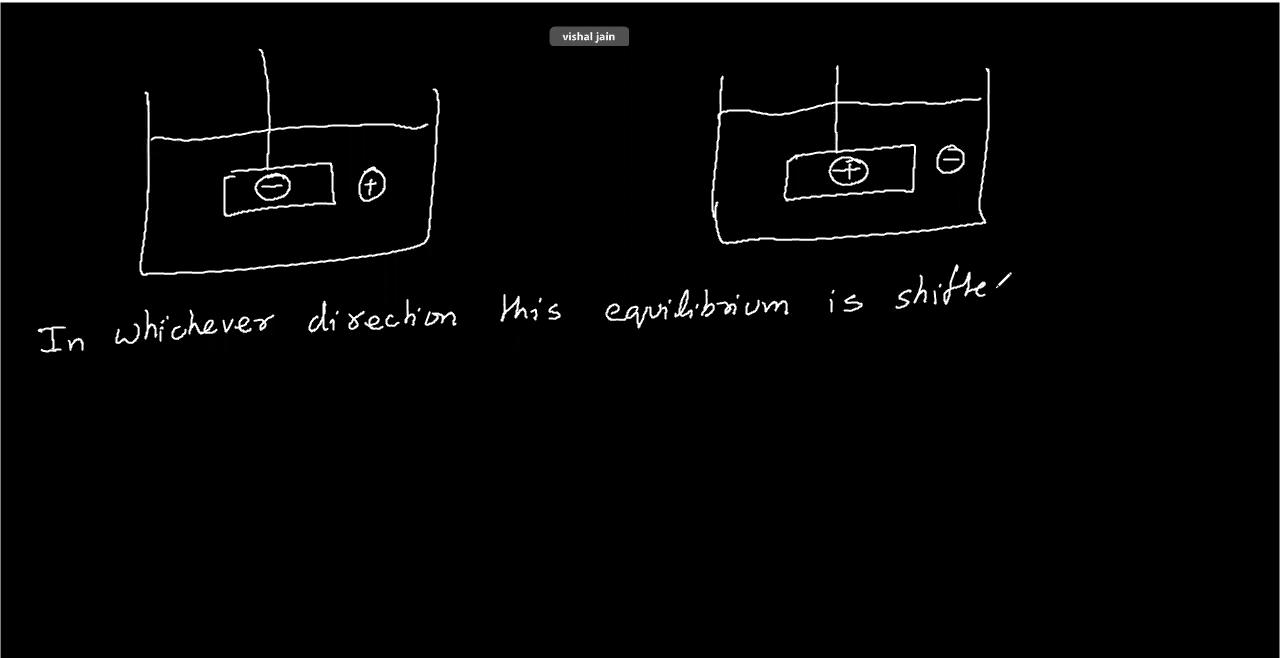 vishal jain
− + + −
In whichever direction this equilibrium is shifte